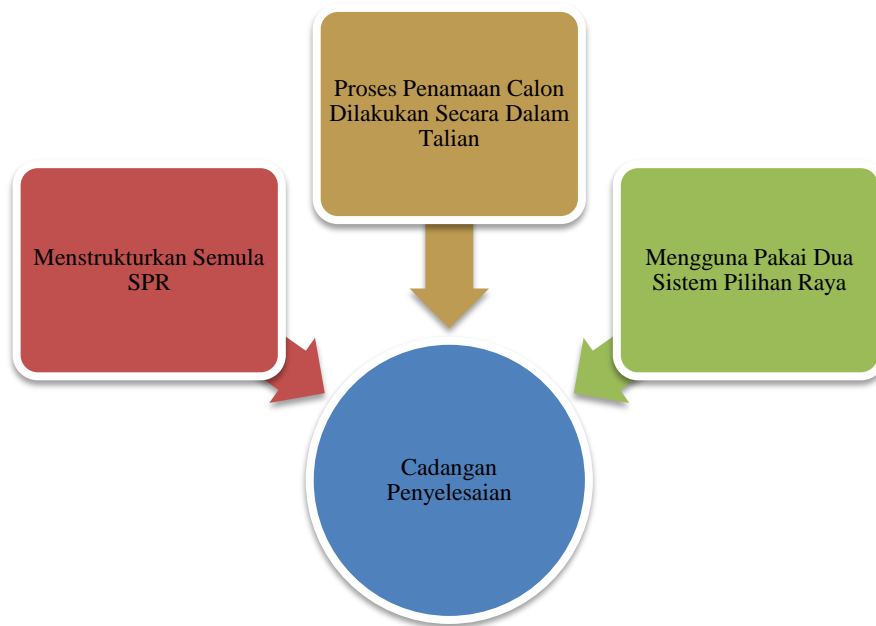 Proses Penamaan Calon
Dilakukan Secara Dalam
Talian
Menstrukturkan Semula
SPR
Mengguna Pakai Dua
Sistem Pilihan Raya
Cadangan
Penyelesaian